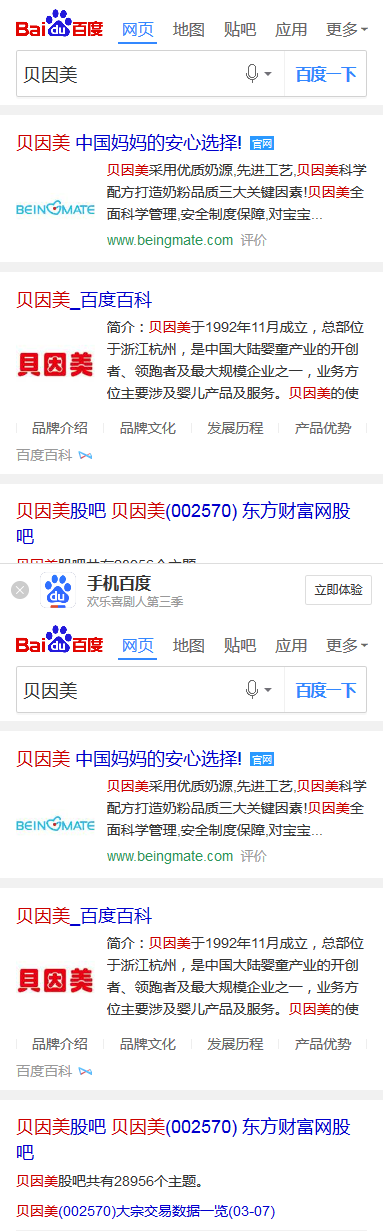 Bai du 百度 网页 地图 贴吧 应用 更多
贝因美 百度一下
贝因美 中国妈妈的安心选择! 官网
贝因美采用优质奶源,先进工艺,贝因美科学
配方打造奶粉品质三大关键因素!贝因美全
面科学管理,安全制度保障,对宝宝...
BEINGMATE
www.beingmate.com 评价
贝因美_百度百科
简介：贝因美于1992年11月成立，总部位
于浙江杭州，是中国大陆婴童产业的开创
者、领跑者及最大规模企业之一，业务方
位主要涉及婴儿产品及服务。贝因美的使
貝因美
品牌介绍 品牌文化 发展历程 产品优势
百度百科
贝因美股吧 贝因美(002570) 东方财富网股
吧
贝因美股吧共有28956个主题。
手机百度
欢乐喜剧人第三季
立即体验
Bai du 百度 网页 地图 贴吧 应用 更多
贝因美 百度一下
贝因美 中国妈妈的安心选择! 官网
贝因美采用优质奶源,先进工艺,贝因美科学
配方打造奶粉品质三大关键因素!贝因美全
面科学管理,安全制度保障,对宝宝...
BEINGMATE
www.beingmate.com 评价
贝因美_百度百科
简介：贝因美于1992年11月成立，总部位
于浙江杭州，是中国大陆婴童产业的开创
者、领跑者及最大规模企业之一，业务方
位主要涉及婴儿产品及服务。贝因美的使
貝因美
品牌介绍 品牌文化 发展历程 产品优势
百度百科
贝因美股吧 贝因美(002570) 东方财富网股
吧
贝因美股吧共有28956个主题。
贝因美(002570)大宗交易数据一览(03-07)